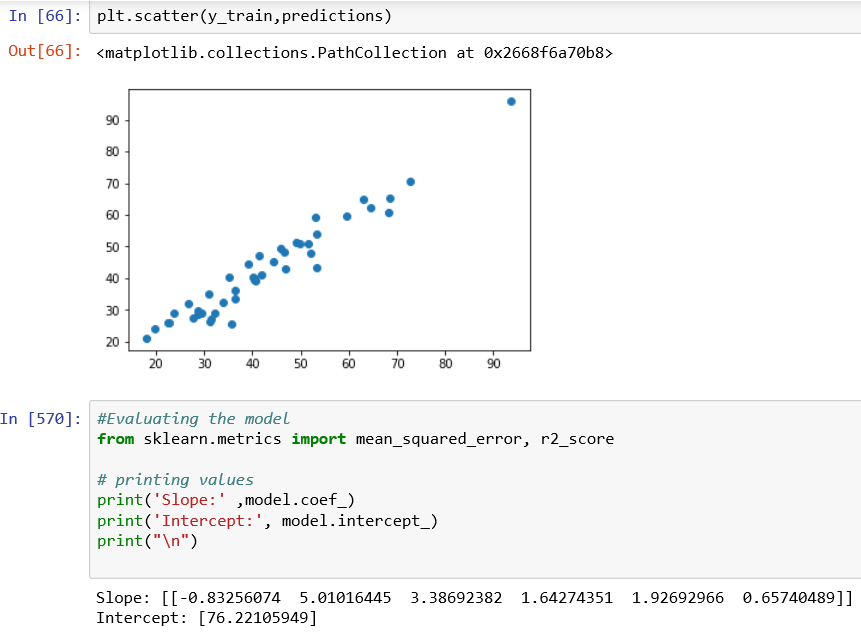 In [66]: plt.scatter(y_train,predictions)
Out[66]: <matplotlib.collections.PathCollection at 0x2668f6a70b8>
90
80
70
60
50
40
30
20
20 30 40 50 60 70 80 90
In [570]: #Evaluating the model
from sklearn.metrics import mean_squared_error, r2_score
# printing values
print('Slope:' ,model.coef_)
print('Intercept:', model.intercept_)
print("\n")
Slope: [[-0.83256074 5.01016445 3.38692382 1.64274351 1.92692966 0.65740489]]
Intercept: [76.22105949]